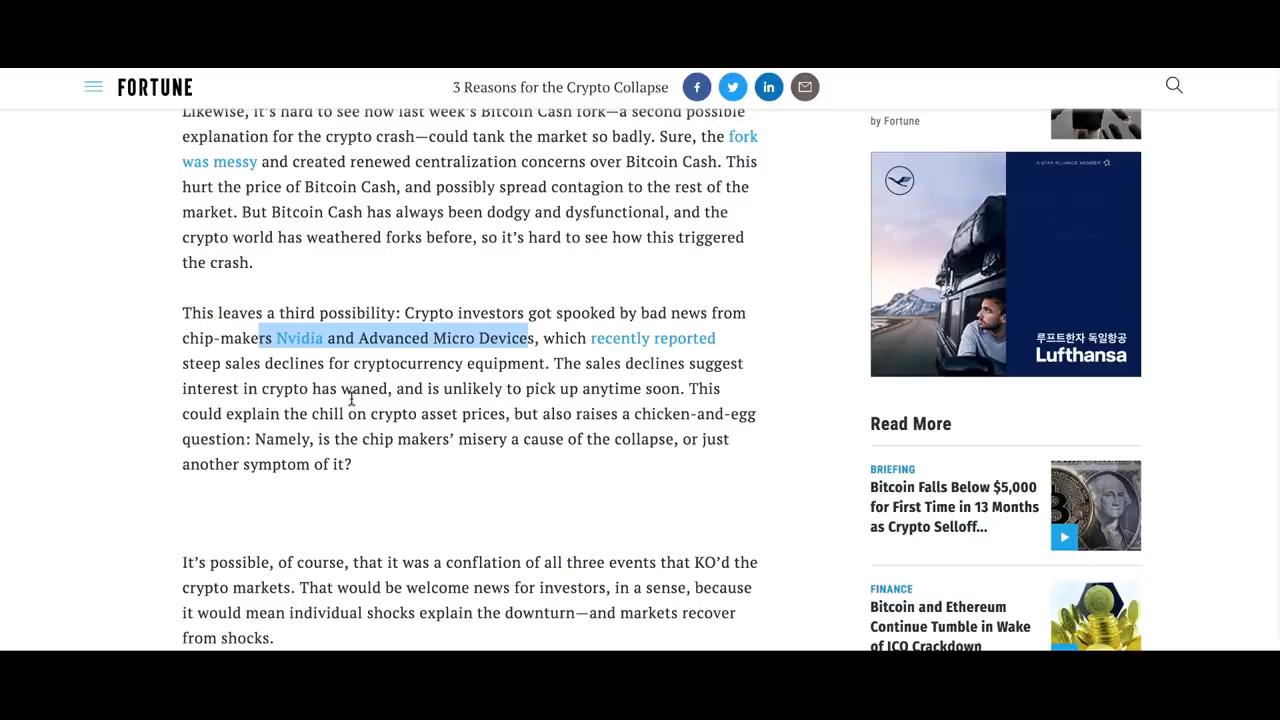 FORTUNE
3 Reasons for the Crypto Collapse
Likewise, it's hard to see how last week's Bitcoin Cash fork—a second possible
explanation for the crypto crash—could tank the market so badly. Sure, the fork
was messy and created renewed centralization concerns over Bitcoin Cash. This
hurt the price of Bitcoin Cash, and possibly spread contagion to the rest of the
market. But Bitcoin Cash has always been dodgy and dysfunctional, and the
crypto world has weathered forks before, so it's hard to see how this triggered
the crash.
This leaves a third possibility: Crypto investors got spooked by bad news from
chip-makers Nvidia and Advanced Micro Devices, which recently reported
steep sales declines for cryptocurrency equipment. The sales declines suggest
interest in crypto has waned, and is unlikely to pick up anytime soon. This
could explain the chill on crypto asset prices, but also raises a chicken-and-egg
question: Namely, is the chip makers' misery a cause of the collapse, or just
another symptom of it?
It's possible, of course, that it was a conflation of all three events that KO'd the
crypto markets. That would be welcome news for investors, in a sense, because
it would mean individual shocks explain the downturn—and markets recover
from shocks.
by Fortune
A STAR ALLIANCE MEMBER
루프트한자 독일항공
Lufthansa
Read More
BRIEFING
Bitcoin Falls Below $5,000
for First Time in 13 Months
as Crypto Selloff...
FINANCE
Bitcoin and Ethereum
Continue Tumble in Wake
of ICO Crackdown